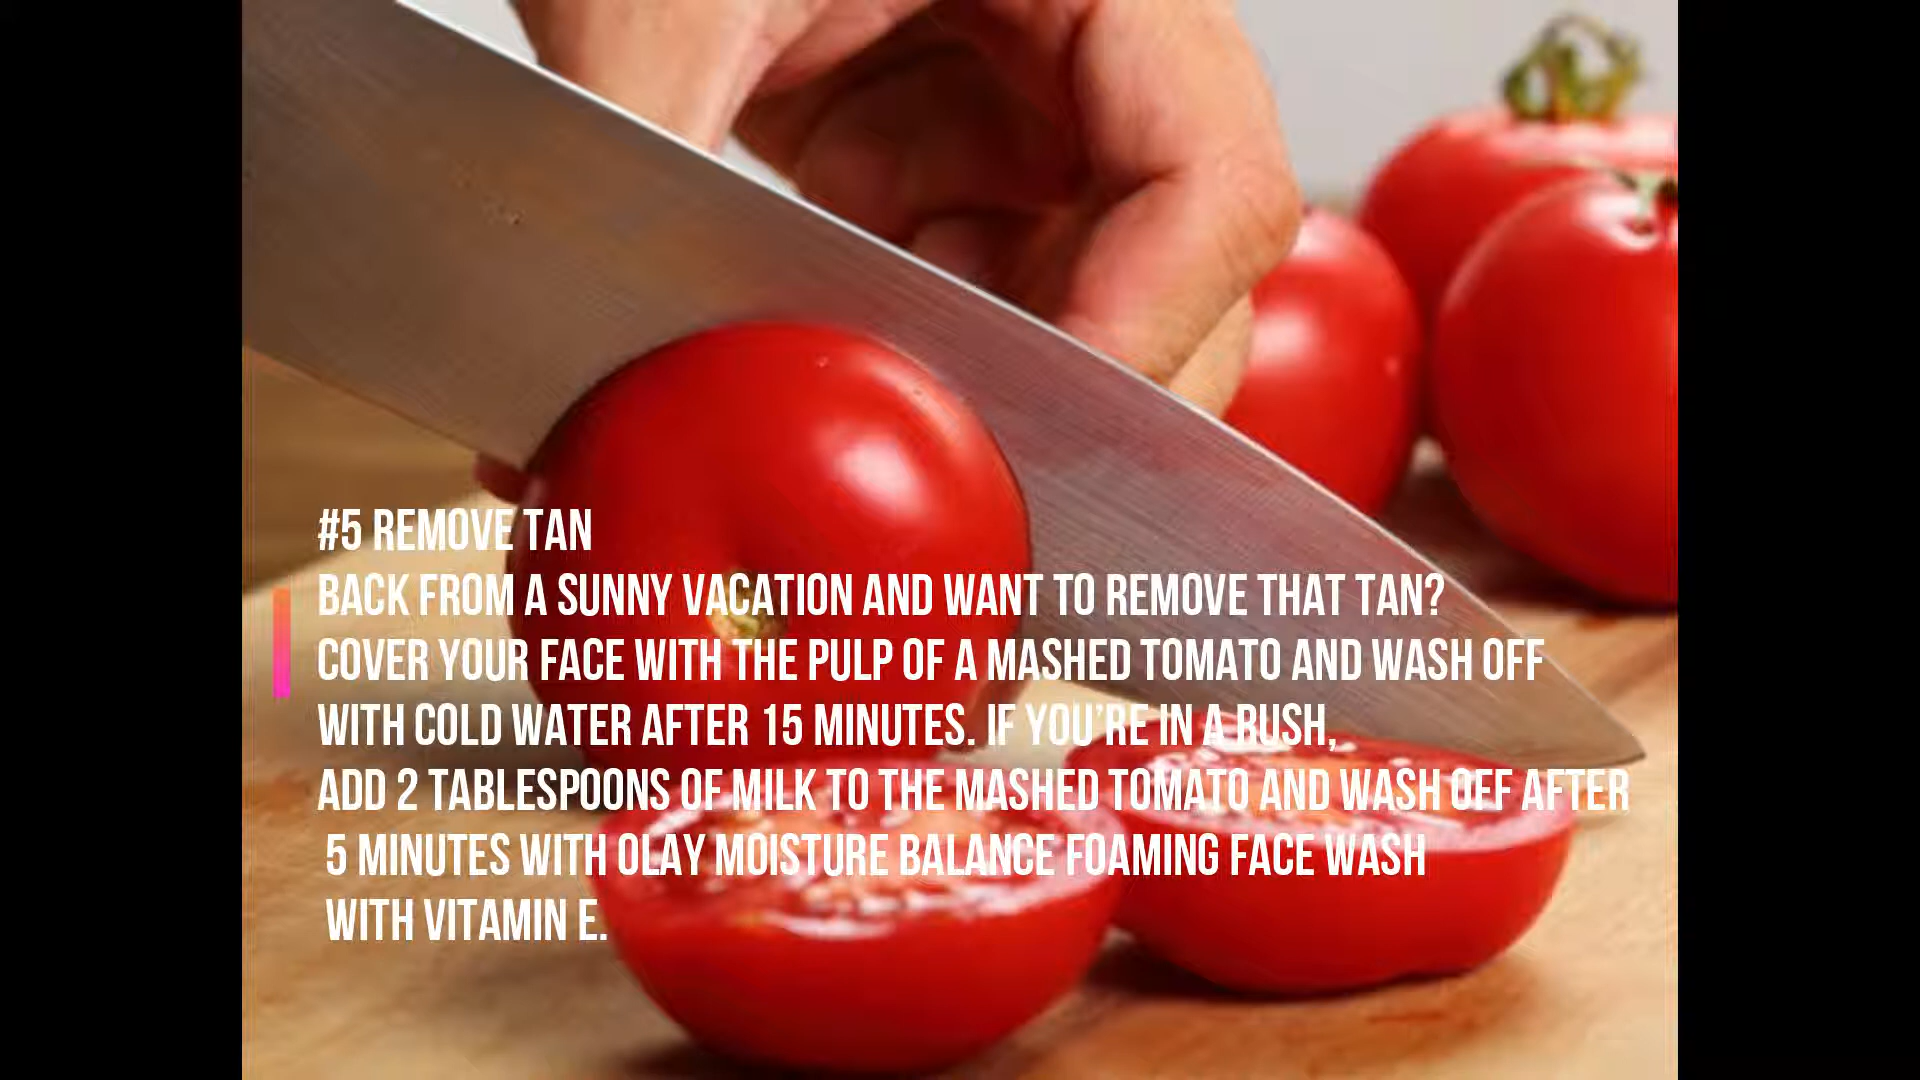 #5 REMOVE TAN
BACK FROM A SUNNY VACATION AND WANT TO REMOVE THAT TAN?
COVER YOUR FACE WITH THE PULP OF A MASHED TOMATO AND WASH OFF
WITH COLD WATER AFTER 15 MINUTES. IF YOU'RE IN A RUSH,
ADD 2 TABLESPOONS OF MILK TO THE MASHED TOMATO AND WASH OFF AFTER
5 MINUTES WITH OLAY MOISTURE BALANCE FOAMING FACE WASH
WITH VITAMIN E.